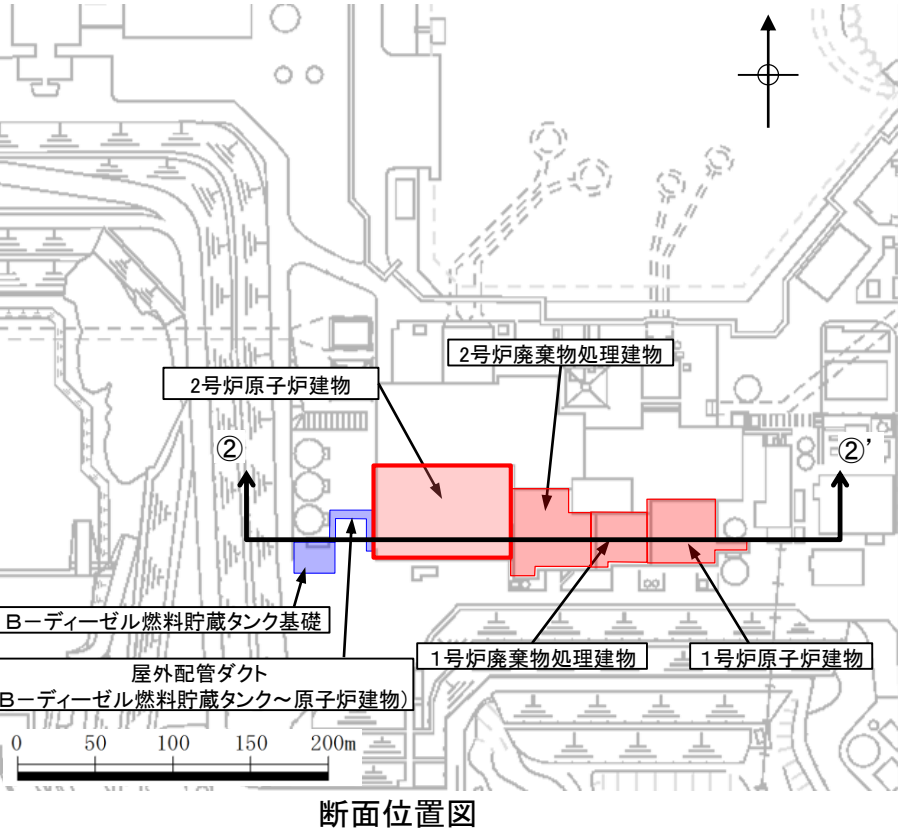 2号炉廃棄物処理建物
2号炉原子炉建物
②
②’
B−ディーゼル燃料貯蔵タンク基礎
屋外配管ダクト
B−ディーゼル燃料貯蔵タンク～原子炉建物)
1号炉廃棄物処理建物
1号炉原子炉建物
0 50 100 150 200m
断面位置図